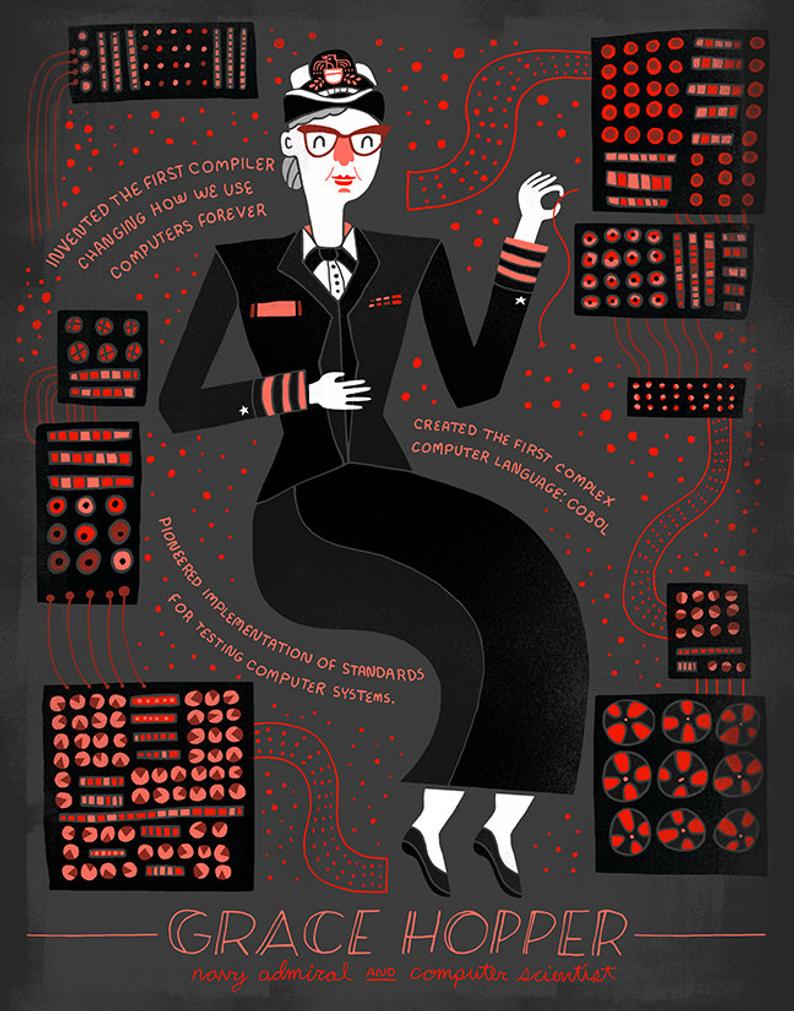 INVENTED THE FIRST COMPILER
CHANGING HOW WE USE
COMPUTERS FOREVER
CREATED THE FIRST COMPLEX
COMPUTER LANGUAGE: COBOL
PIONEERED IMPLEMENTATION OF STANDARDS
FOR TESTING COMPUTER SYSTEMS.
GRACE HOPPER
navy admiral AND computer scientist